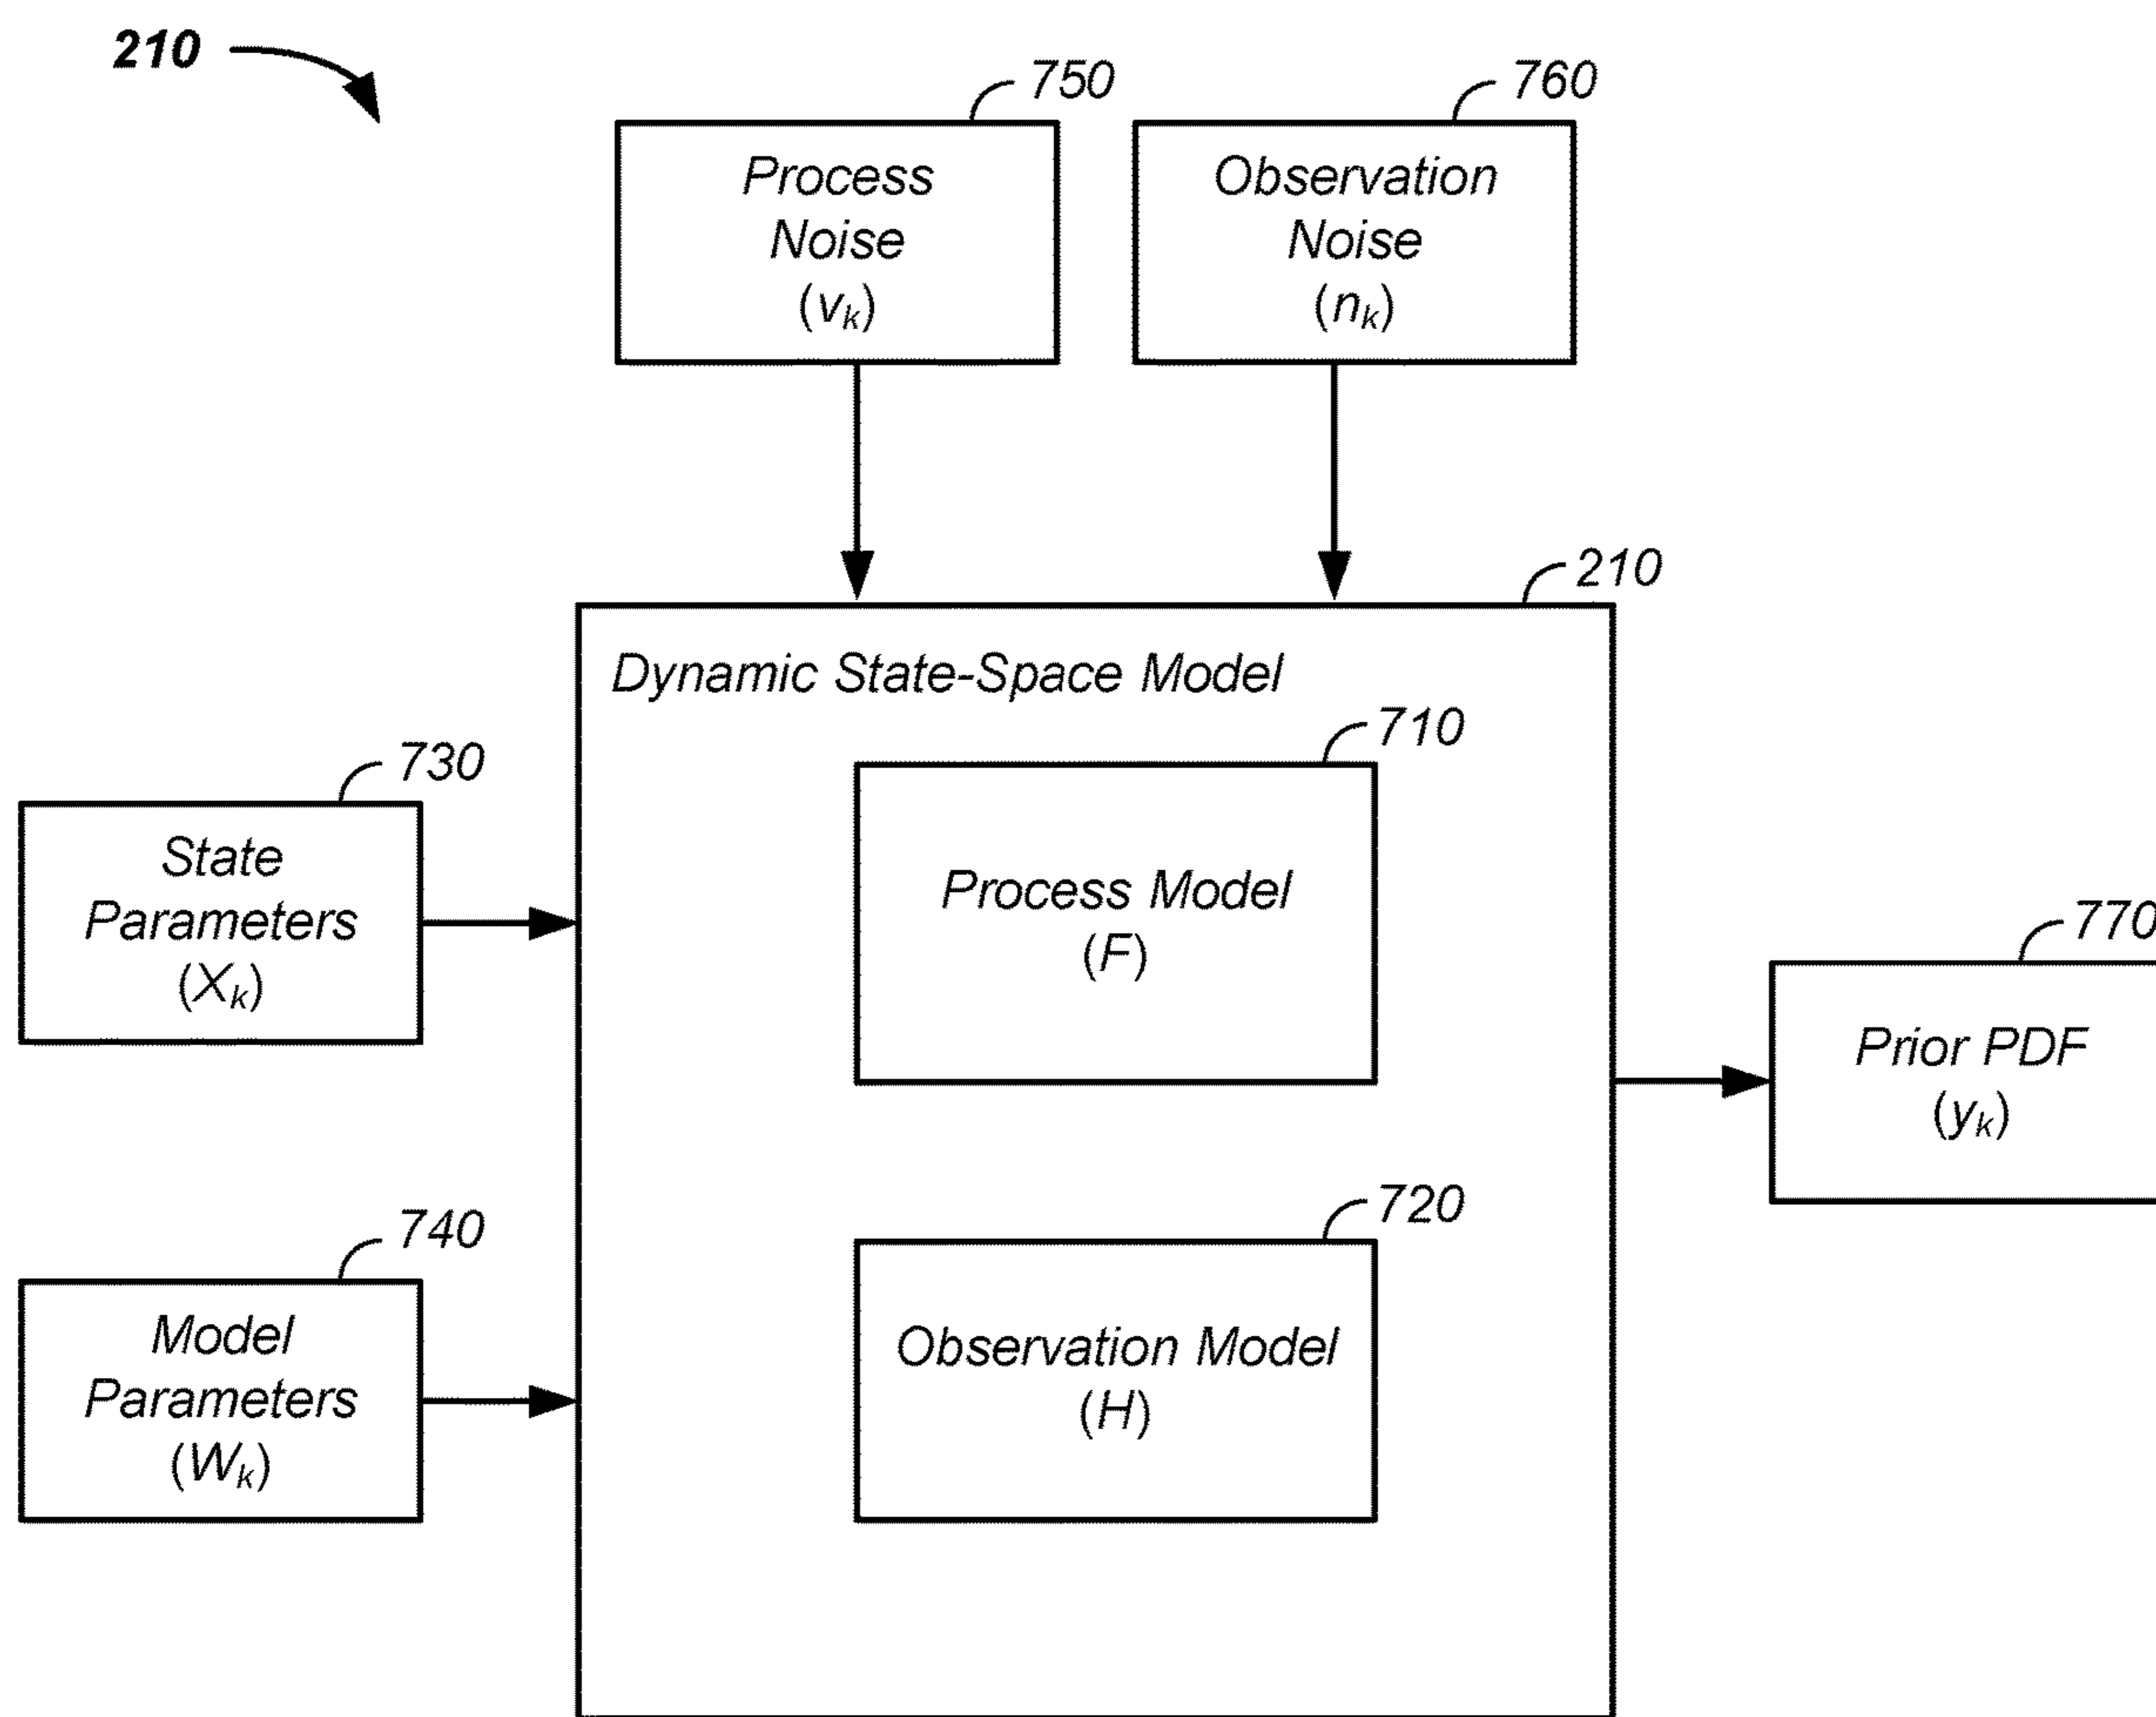 210
750
760
Process
Noise
(vk)
Observation
Noise
(nk)
210
Dynamic State-Space Model
710
730
State
Parameters
(Xk)
Process Model
(F)
770
Prior PDF
(yk)
720
740
Model
Parameters
(Wk)
Observation Model
(H)